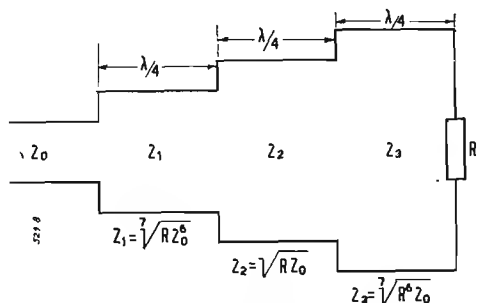 λ/4
λ/4
λ/4
Z₀ Z₁ Z₂ Z₃ R
Z₁ = ⁷√RZ₀⁶
Z₂ = √RZ₀
Z₃ = ⁷√R⁶Z₀